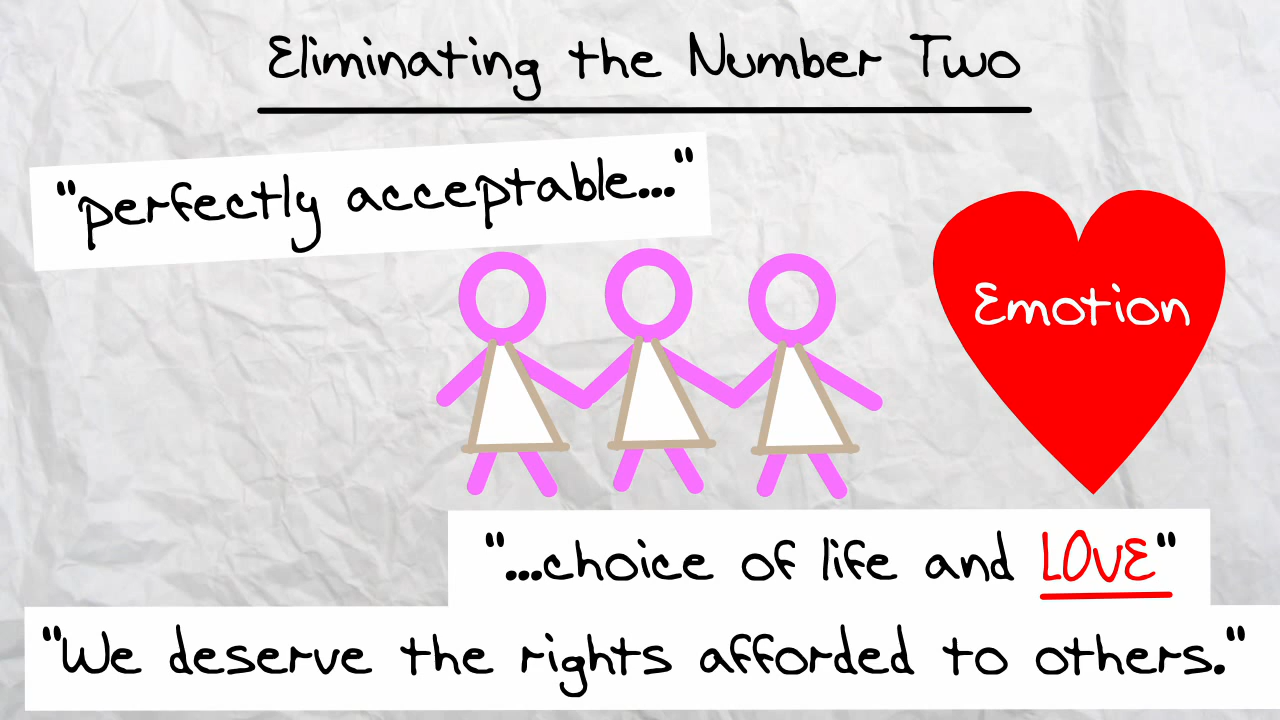 Eliminating the Number Two
"perfectly acceptable..."
Emotion
"...choice of life and LOVE"
"We deserve the rights afforded to others."